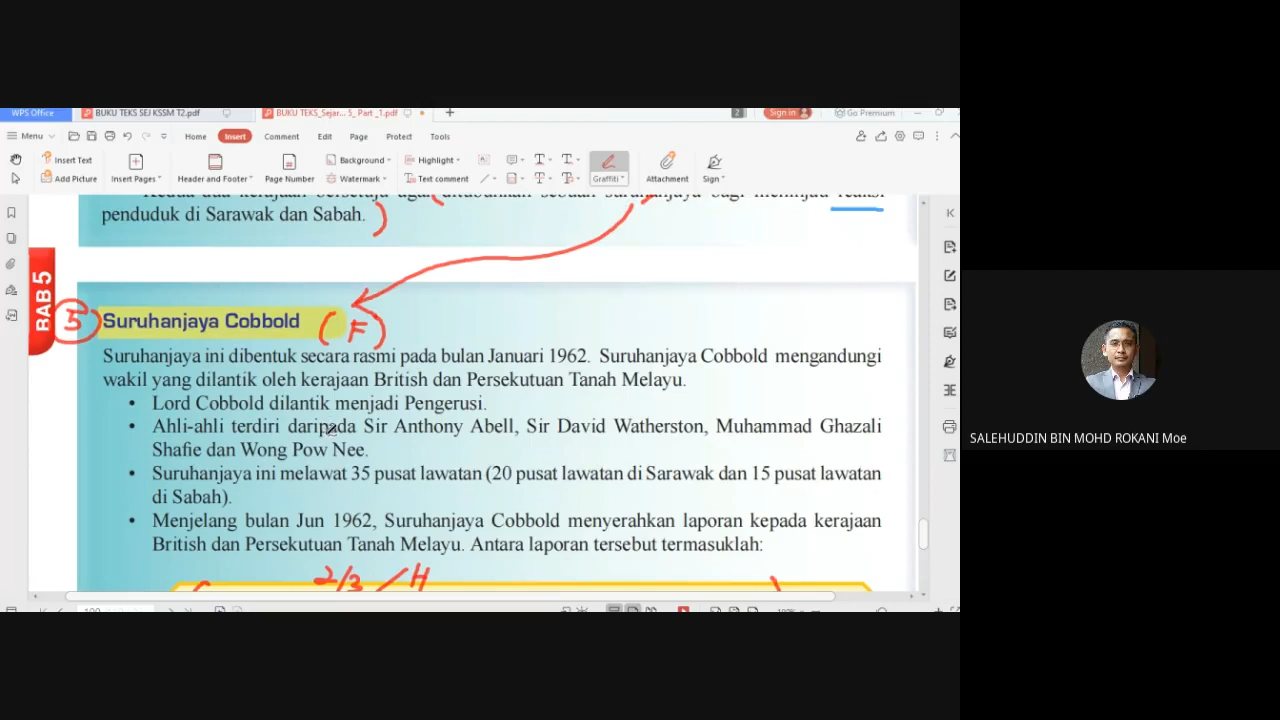 WPS Office
BUKU TEKS SEJ KSSM T2.pdf
BUKU TEKS_Sejar... 5_ Part _1.pdf
2
Sign in
Go Premium
Menu
Home
Insert
Comment
Edit
Page
Protect
Tools
Insert Text
Add Picture
Insert Pages
Header and Footer
Page Number
Background
Watermark
Highlight
Text comment
Graffiti
Attachment
Sign
penduduk di Sarawak dan Sabah.)
BAB 5
5 Suruhanjaya Cobbold (F)
Suruhanjaya ini dibentuk secara rasmi pada bulan Januari 1962. Suruhanjaya Cobbold mengandungi
wakil yang dilantik oleh kerajaan British dan Persekutuan Tanah Melayu.
• Lord Cobbold dilantik menjadi Pengerusi.
• Ahli-ahli terdiri daripada Sir Anthony Abell, Sir David Watherston, Muhammad Ghazali
Shafie dan Wong Pow Nee.
• Suruhanjaya ini melawat 35 pusat lawatan (20 pusat lawatan di Sarawak dan 15 pusat lawatan
di Sabah).
• Menjelang bulan Jun 1962, Suruhanjaya Cobbold menyerahkan laporan kepada kerajaan
British dan Persekutuan Tanah Melayu. Antara laporan tersebut termasuklah:
2/3 / H
SALEHUDDIN BIN MOHD ROKANI Moe